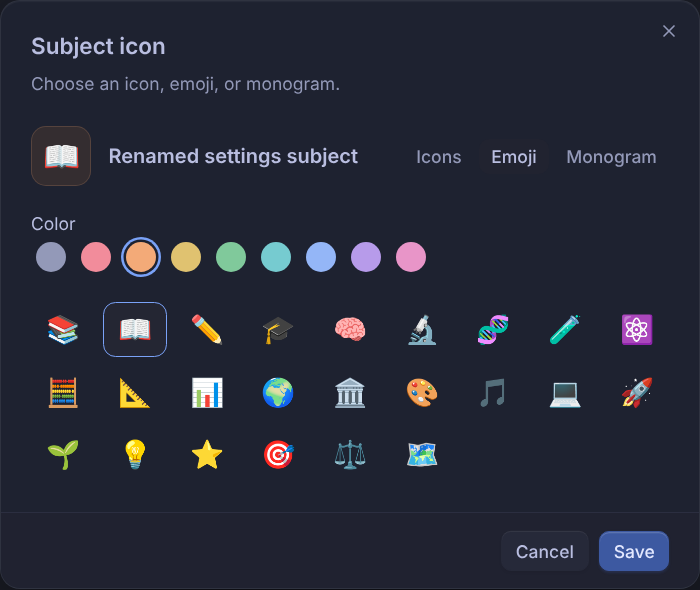 Subject icon
Choose an icon, emoji, or monogram.
Renamed settings subject
Icons Emoji Monogram
Color
Cancel Save